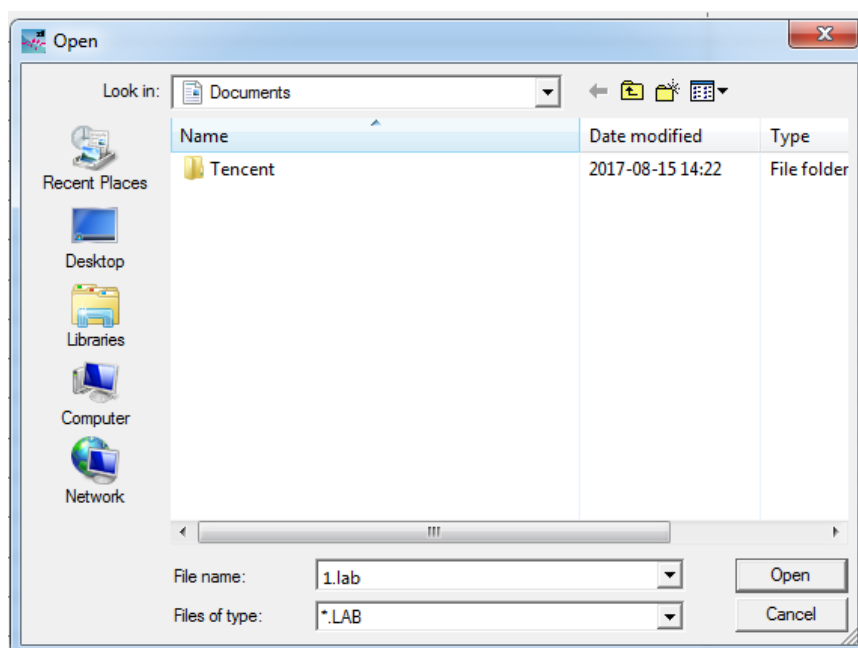 Open
Look in: Documents
Name Date modified Type
Tencent 2017-08-15 14:22 File folder
Recent Places
Desktop
Libraries
Computer
Network
File name: 1.lab Open
Files of type: *.LAB Cancel